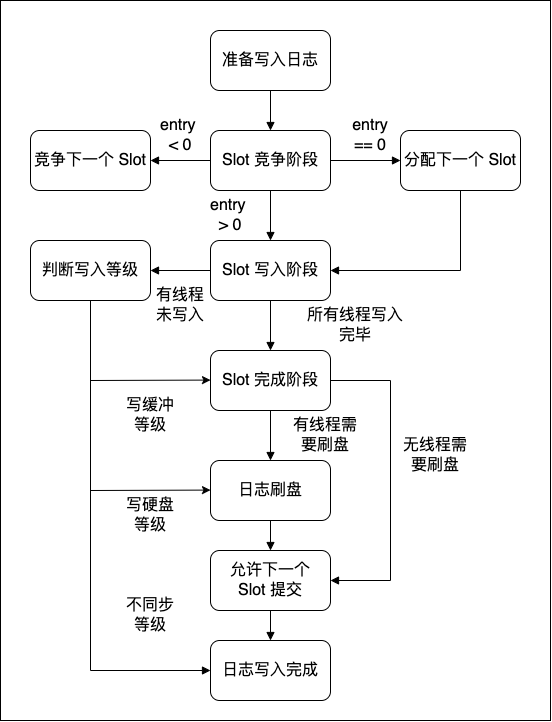 准备写入日志
entry
< 0
entry
== 0
竞争下一个 Slot
Slot 竞争阶段
分配下一个 Slot
entry
> 0
判断写入等级
Slot 写入阶段
有线程
未写入
所有线程写入
完毕
Slot 完成阶段
写缓冲
等级
有线程需
要刷盘
无线程需
要刷盘
日志刷盘
写硬盘
等级
允许下一个
Slot 提交
不同步
等级
日志写入完成